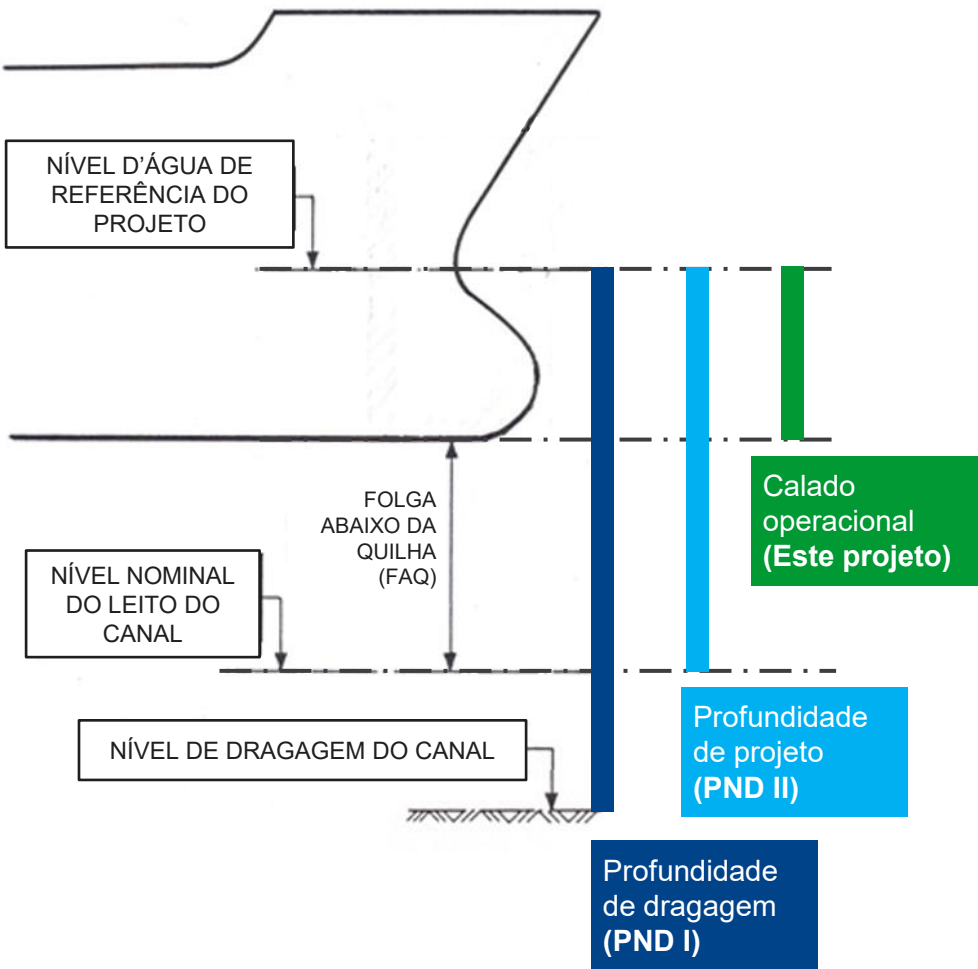 NÍVEL D'ÁGUA DE
REFERÊNCIA DO
PROJETO
FOLGA
ABAIXO DA
QUILHA
(FAQ)
Calado
operacional
(Este projeto)
NÍVEL NOMINAL
DO LEITO DO
CANAL
Profundidade
de projeto
(PND II)
NÍVEL DE DRAGAGEM DO CANAL
Profundidade
de dragagem
(PND I)